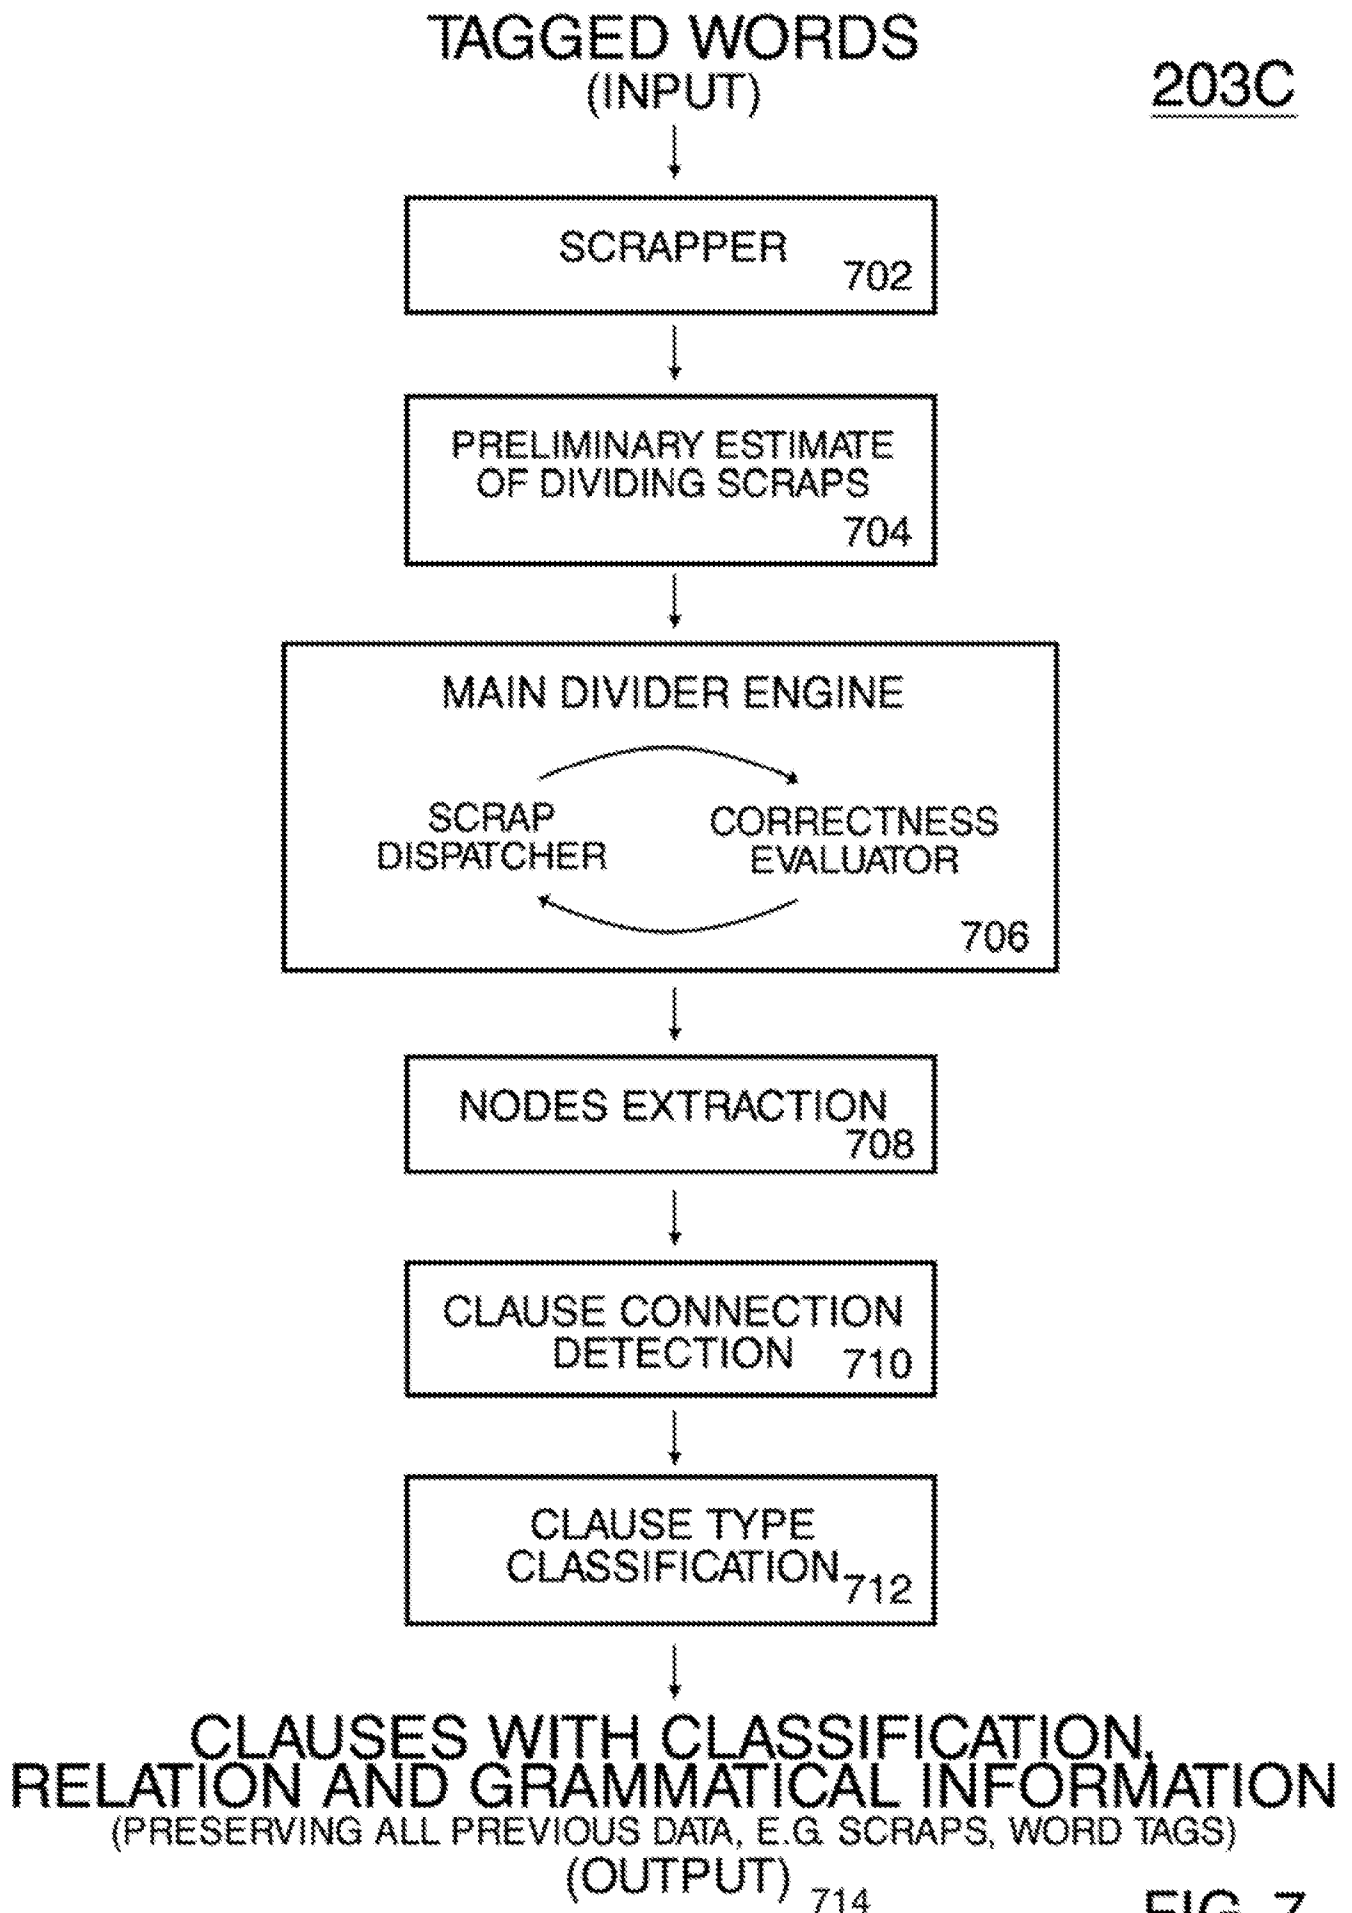 TAGGED WORDS
(INPUT)
203C
SCRAPPER
702
PRELIMINARY ESTIMATE
OF DIVIDING SCRAPS
704
MAIN DIVIDER ENGINE
SCRAP
DISPATCHER
CORRECTNESS
EVALUATOR
706
NODES EXTRACTION
708
CLAUSE CONNECTION
DETECTION
710
CLAUSE TYPE
CLASSIFICATION
712
CLAUSES WITH CLASSIFICATION,
RELATION AND GRAMMATICAL INFORMATION
(PRESERVING ALL PREVIOUS DATA, E.G. SCRAPS, WORD TAGS)
(OUTPUT)
714
FIG. 7